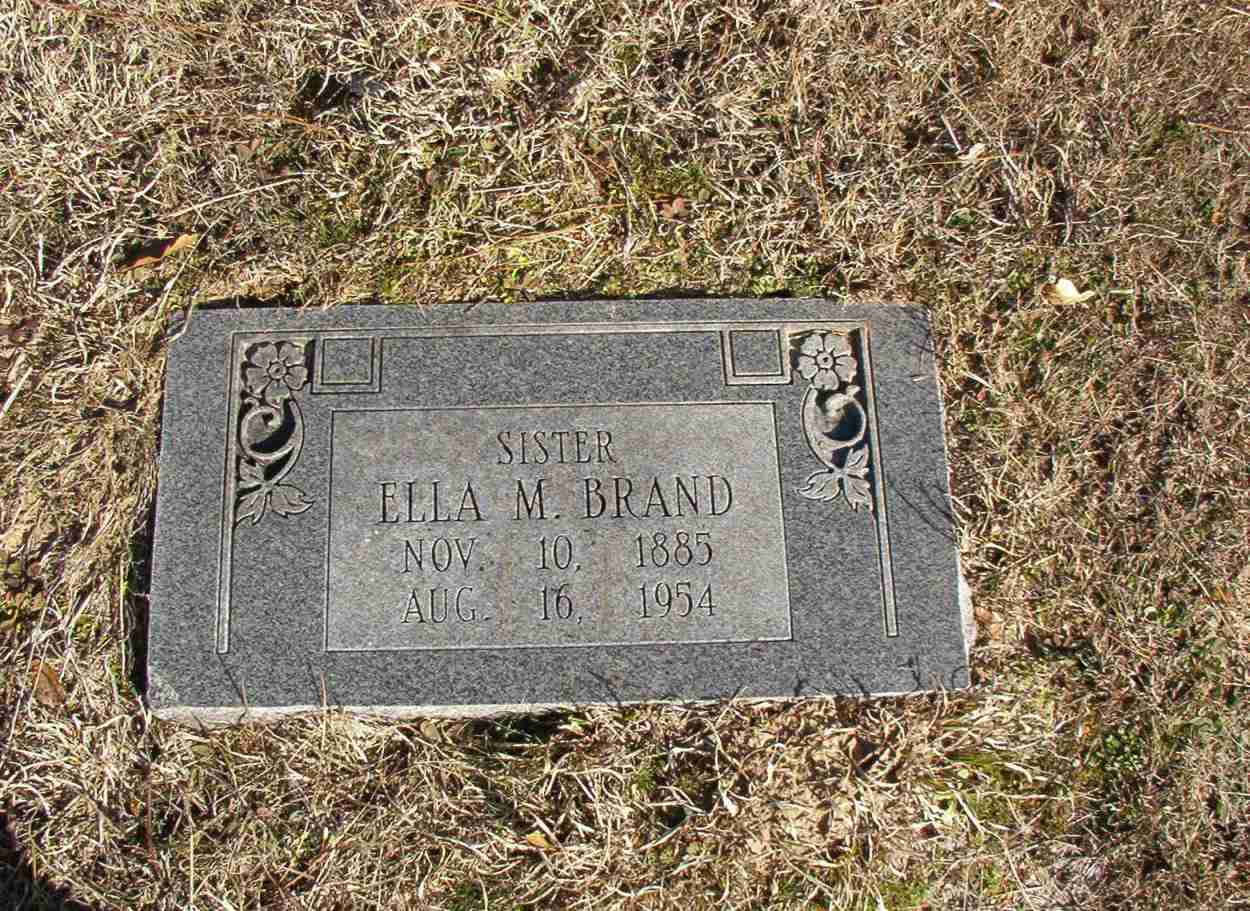 SISTER
ELLA M. BRAND
NOV. 10, 1885
AUG. 16, 1954